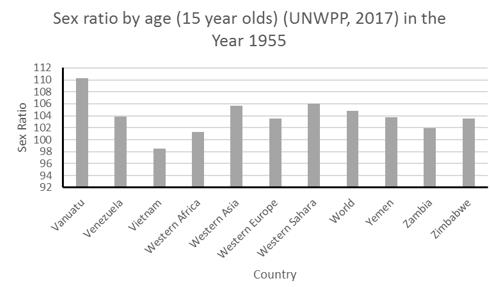 Sex ratio by age (15 year olds) (UNWPP, 2017) in the
Year 1955
112
110
108
106
104
102
100
98
96
94
92
Sex Ratio
Vanuatu
Venezuela
Vietnam
Western Africa
Western Asia
Western Europe
Western Sahara
World
Yemen
Zambia
Zimbabwe
Country